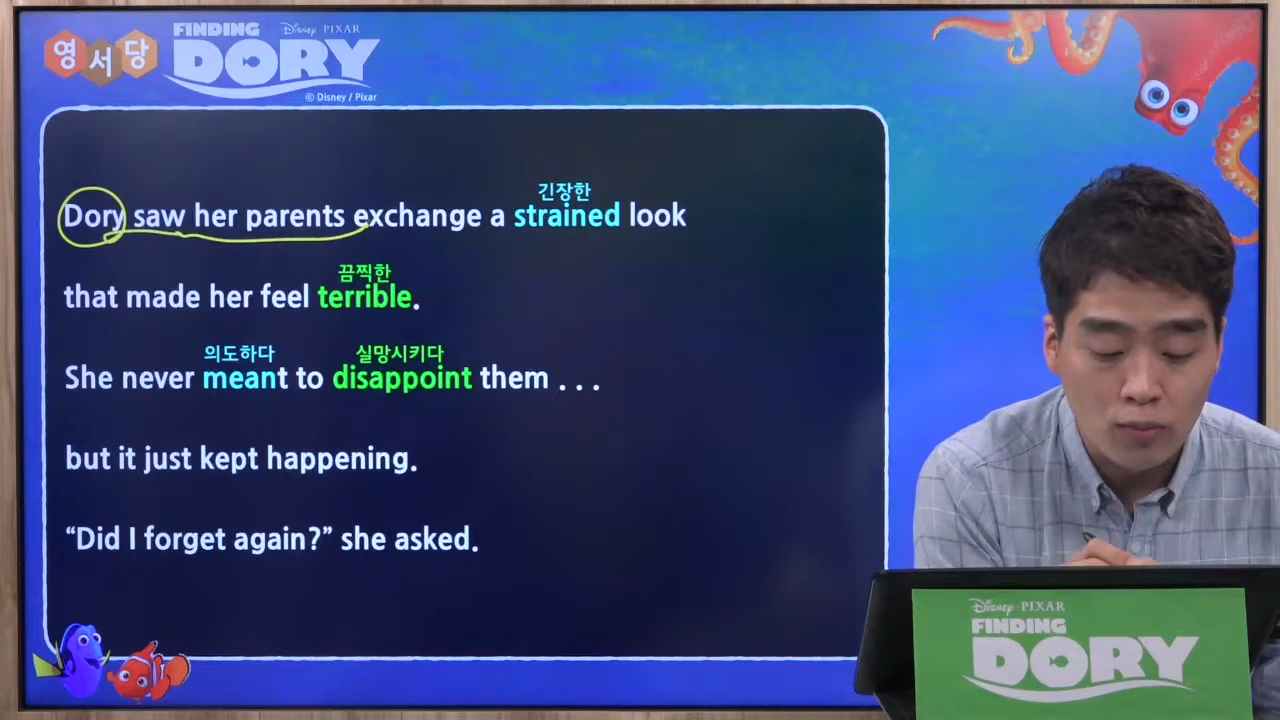 영서당
FINDING DORY
Disney PIXAR
© Disney / Pixar
긴장한
Dory saw her parents exchange a strained look
끔찍한
that made her feel terrible.
의도하다 실망시키다
She never meant to disappoint them . . .
but it just kept happening.
“Did I forget again?” she asked.
Disney PIXAR
FINDING
DORY